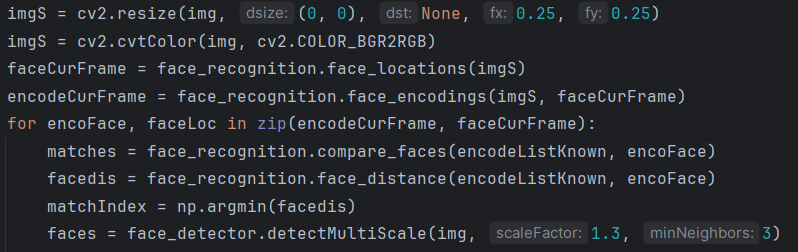 imgS = cv2.resize(img, dsize: (0, 0), dst: None, fx: 0.25, fy: 0.25)
imgS = cv2.cvtColor(img, cv2.COLOR_BGR2RGB)
faceCurFrame = face_recognition.face_locations(imgS)
encodeCurFrame = face_recognition.face_encodings(imgS, faceCurFrame)
for encoFace, faceLoc in zip(encodeCurFrame, faceCurFrame):
    matches = face_recognition.compare_faces(encodeListKnown, encoFace)
    facedis = face_recognition.face_distance(encodeListKnown, encoFace)
    matchIndex = np.argmin(facedis)
    faces = face_detector.detectMultiScale(img, scaleFactor: 1.3, minNeighbors: 3)